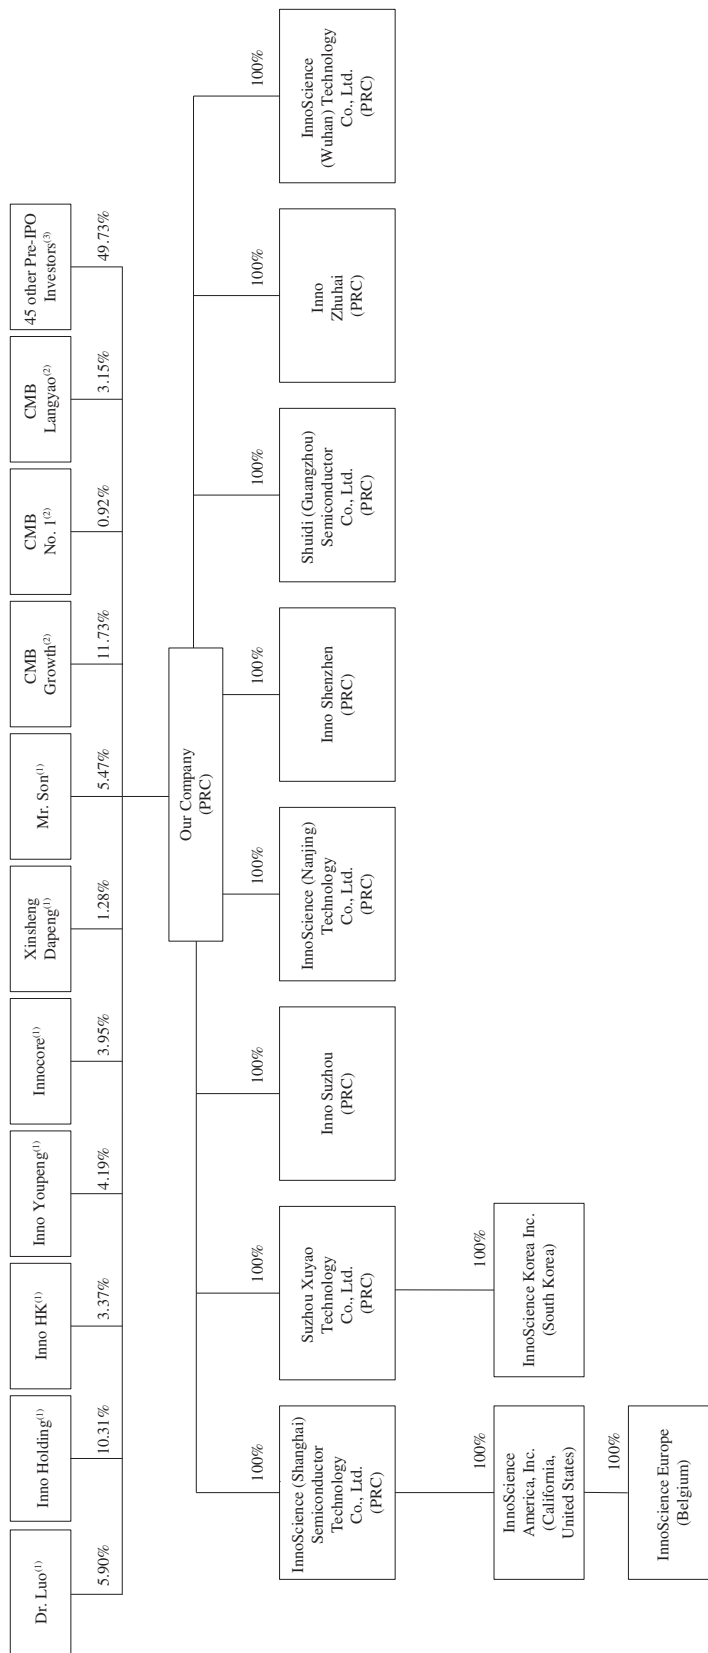 Dr. Luo(1)
5.90%
Inno Holding(1)
10.31%
Inno HK(1)
3.37%
Inno Youpeng(1)
4.19%
Innocore(1)
3.95%
Xinsheng
Dapeng(1)
1.28%
Mr. Son(1)
5.47%
CMB
Growth(2)
11.73%
CMB
No. 1(2)
0.92%
CMB
Langyao(2)
3.15%
45 other Pre-IPO
Investors(3)
49.73%
Our Company
(PRC)
100%
InnoScience (Shanghai)
Semiconductor
Technology
Co., Ltd.
(PRC)
100%
Suzhou Xuyao
Technology
Co., Ltd.
(PRC)
100%
Inno Suzhou
(PRC)
100%
InnoScience (Nanjing)
Technology
Co., Ltd.
(PRC)
100%
Inno Shenzhen
(PRC)
100%
Shuidi (Guangzhou)
Semiconductor
Co., Ltd.
(PRC)
100%
Inno
Zhuhai
(PRC)
100%
InnoScience
(Wuhan) Technology
Co., Ltd.
(PRC)
100%
InnoScience
America, Inc.
(California,
United States)
100%
InnoScience Korea Inc.
(South Korea)
100%
InnoScience Europe
(Belgium)